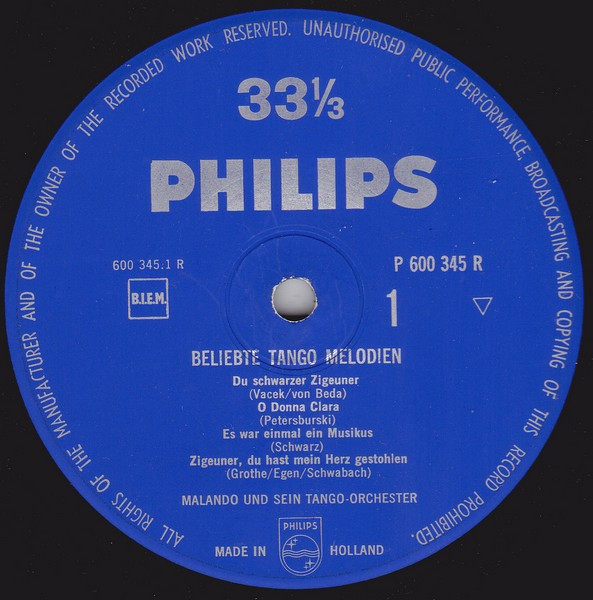 ALL RIGHTS OF THE MANUFACTURER AND OF THE OWNER OF THE RECORDED WORK RESERVED. UNAUTHORISED PUBLIC PERFORMANCE, BROADCASTING AND COPYING OF THIS RECORD PROHIBITED.
33⅓
PHILIPS
600 345.1 R
P 600 345 R
B.I.E.M.
1
BELIEBTE TANGO MELODIEN
Du schwarzer Zigeuner
(Vacek/von Beda)
O Donna Clara
(Petersburski)
Es war einmal ein Musikus
(Schwarz)
Zigeuner, du hast mein Herz gestohlen
(Grothe/Egen/Schwabach)
MALANDO UND SEIN TANGO-ORCHESTER
PHILIPS
MADE IN HOLLAND